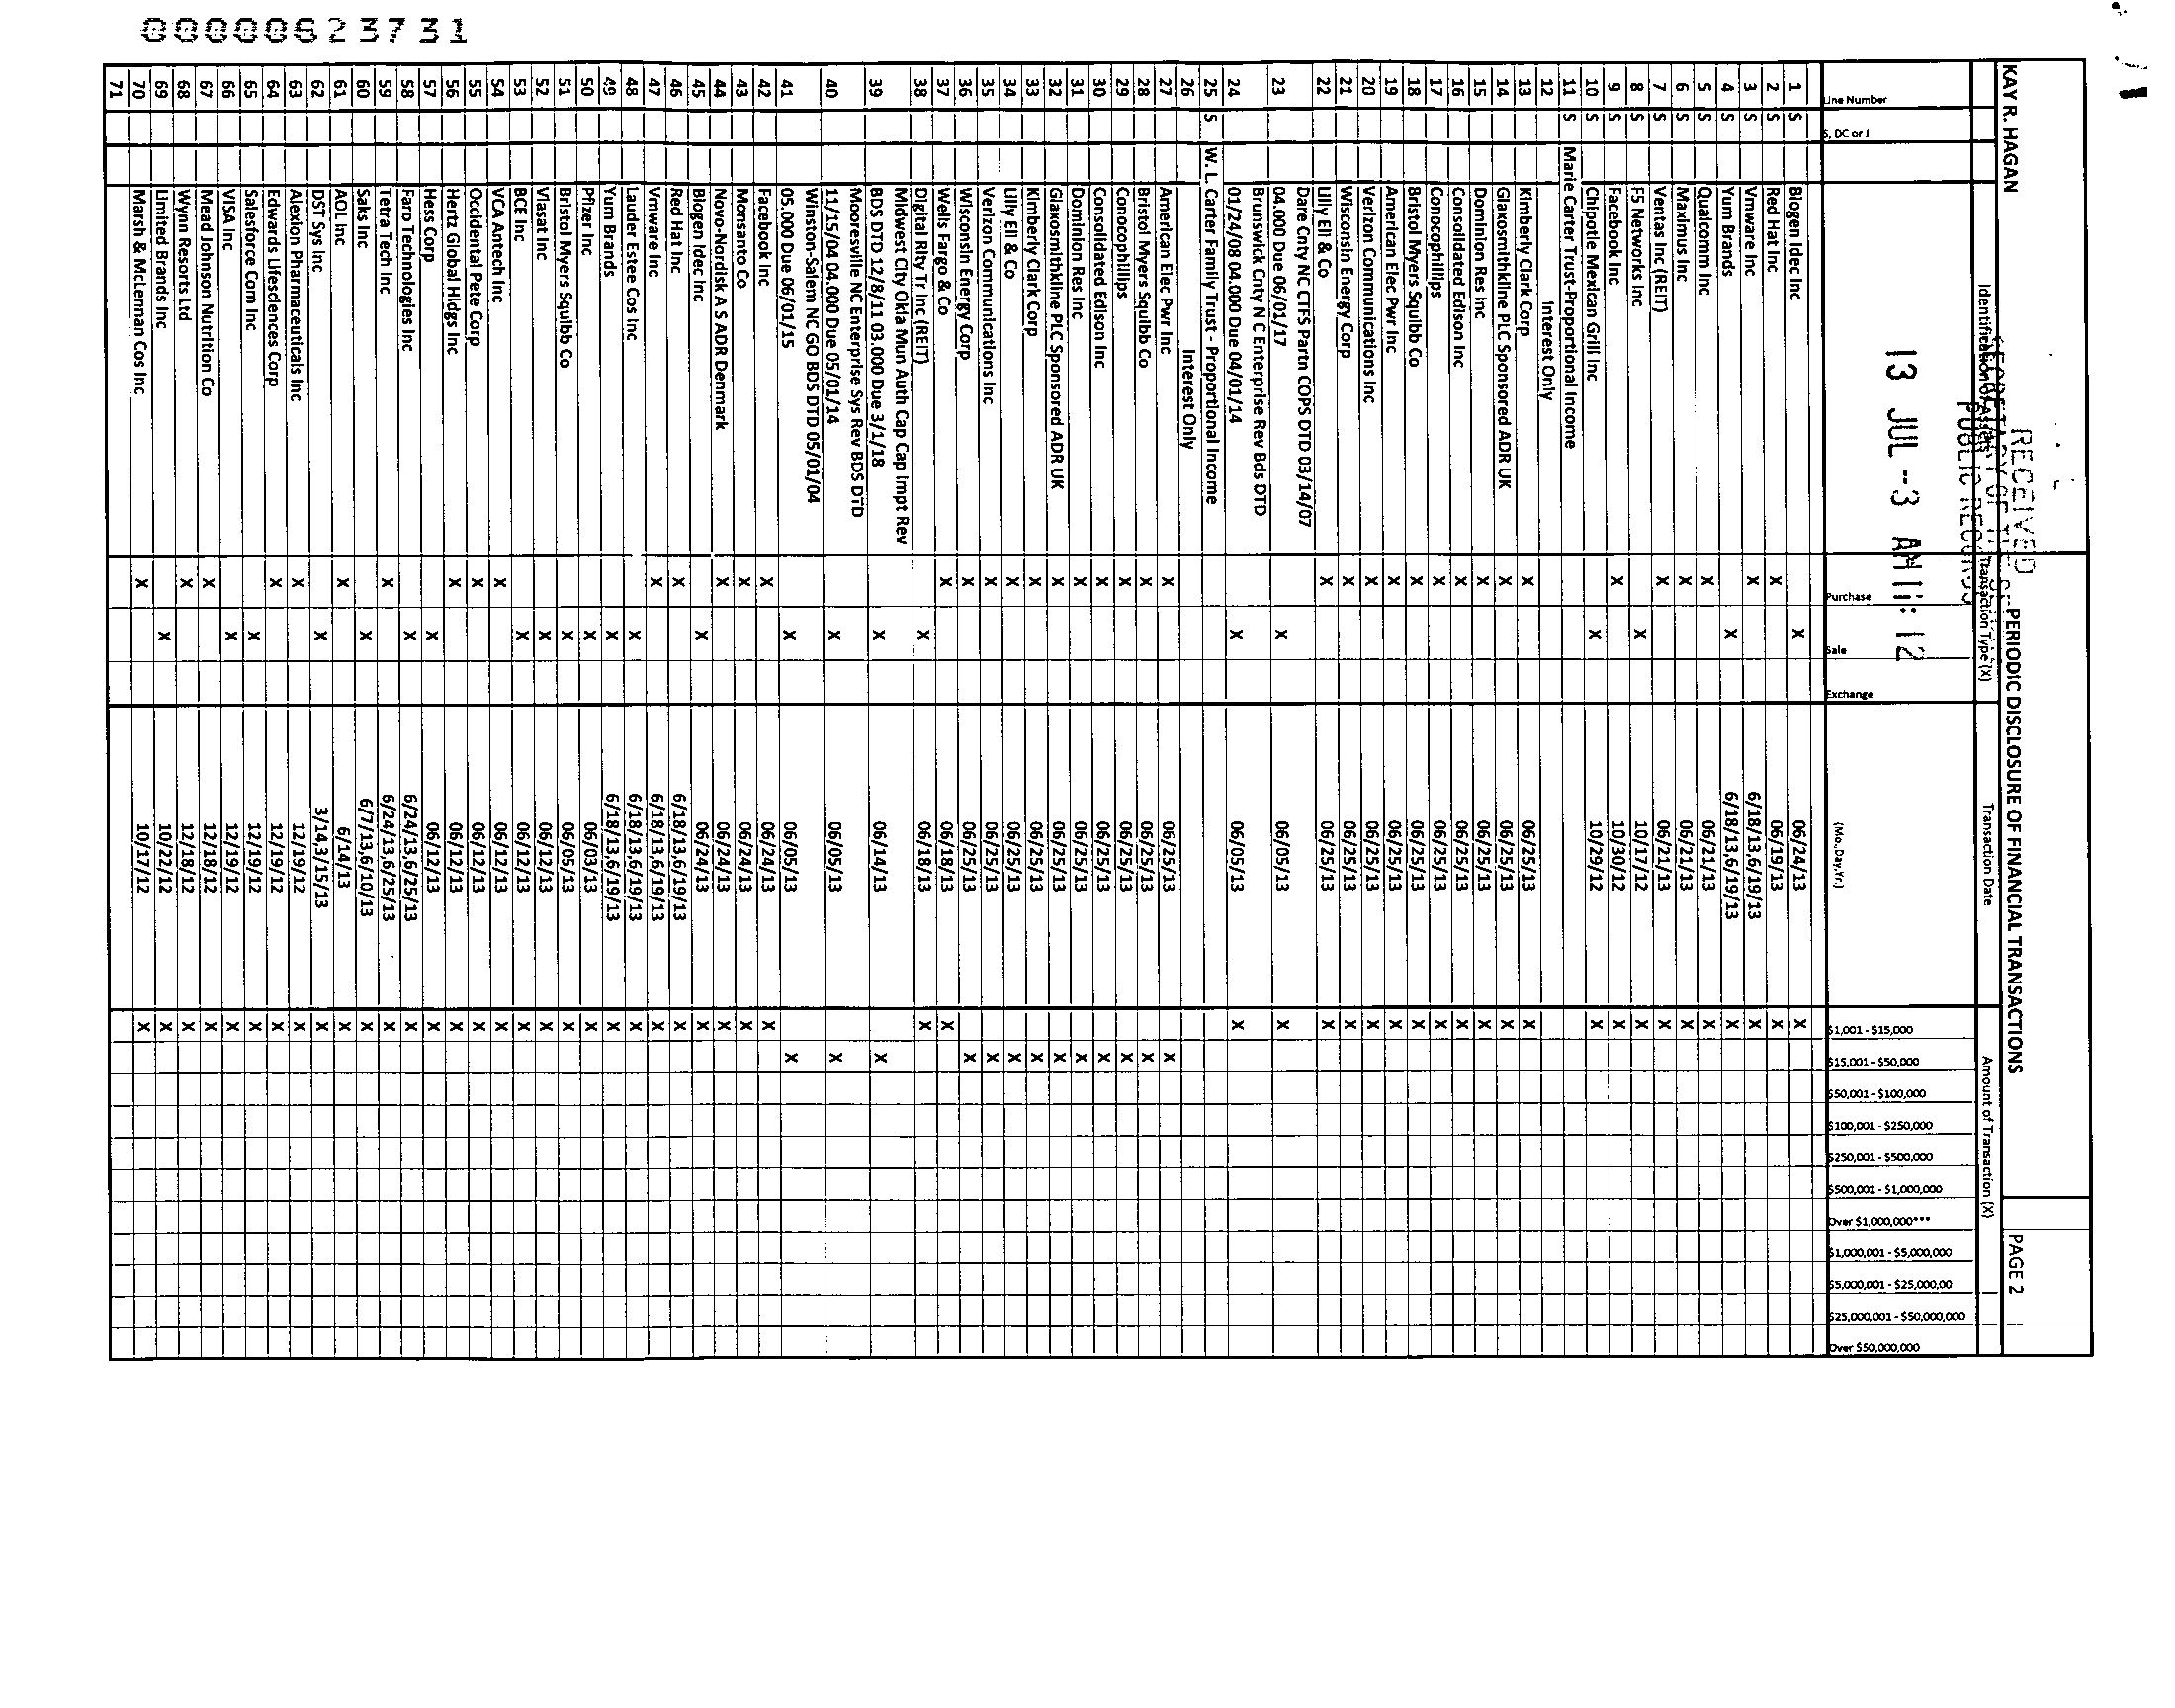 00000623731
RECEIVED
SECRETARY OF THE
PUBLIC RECORDS
13 JUL -3 AM 11:12
KAY R. HAGAN PERIODIC DISCLOSURE OF FINANCIAL TRANSACTIONS PAGE 2
Identification of Assets Transaction Type (X) Transaction Date Amount of Transaction (X)
Line Number S, DC or J Purchase Sale Exchange (Mo.,Day,Yr.) $1,001 - $15,000 $15,001 - $50,000 $50,001 - $100,000 $100,001 - $250,000 $250,001 - $500,000 $500,001 - $1,000,000 Over $1,000,000*** $1,000,001 - $5,000,000 $5,000,001 - $25,000,00 $25,000,001 - $50,000,000 Over $50,000,000
1 S Biogen Idec Inc X 06/24/13 X
2 S Red Hat Inc X 06/19/13 X
3 S Vmware Inc X 6/18/13,6/19/13 X
4 S Yum Brands X 6/18/13,6/19/13 X
5 S Qualcomm Inc X 06/21/13 X
6 S Maximus Inc X 06/21/13 X
7 S Ventas Inc (REIT) X 06/21/13 X
8 S F5 Networks Inc X 10/17/12 X
9 S Facebook Inc X 10/30/12 X
10 S Chipotle Mexican Grill Inc X 10/29/12 X
11 S Marie Carter Trust-Proportional Income
12 Interest Only
13 Kimberly Clark Corp X 06/25/13 X
14 Glaxosmithkline PLC Sponsored ADR UK X 06/25/13 X
15 Dominion Res Inc X 06/25/13 X
16 Consolidated Edison Inc X 06/25/13 X
17 Conocophillips X 06/25/13 X
18 Bristol Myers Squibb Co X 06/25/13 X
19 American Elec Pwr Inc X 06/25/13 X
20 Verizon Communications Inc X 06/25/13 X
21 Wisconsin Energy Corp X 06/25/13 X
22 Lilly Eli & Co X 06/25/13 X
Dare Cnty NC CTFS Partn COPS DTD 03/14/07
23 04.000 Due 06/01/17 X 06/05/13 X
Brunswick Cnty N C Enterprise Rev Bds DTD
24 01/24/08 04.000 Due 04/01/14 X 06/05/13 X
25 S W. L. Carter Family Trust - Proportional Income
26 Interest Only
27 American Elec Pwr Inc X 06/25/13 X
28 Bristol Myers Squibb Co X 06/25/13 X
29 Conocophillips X 06/25/13 X
30 Consolidated Edison Inc X 06/25/13 X
31 Dominion Res Inc X 06/25/13 X
32 Glaxosmithkline PLC Sponsored ADR UK X 06/25/13 X
33 Kimberly Clark Corp X 06/25/13 X
34 Lilly Eli & Co X 06/25/13 X
35 Verizon Communications Inc X 06/25/13 X
36 Wisconsin Energy Corp X 06/25/13 X
37 Wells Fargo & Co X 06/18/13 X
38 Digital Rlty Tr Inc (REIT) X 06/18/13 X
Midwest City Okla Mun Auth Cap Cap Impt Rev
39 BDS DTD 12/8/11 03.000 Due 3/1/18 X 06/14/13 X
Mooresville NC Enterprise Sys Rev BDS DTD
40 11/15/04 04.000 Due 05/01/14 X 06/05/13 X
Winston-Salem NC GO BDS DTD 05/01/04
41 05.000 Due 06/01/15 X 06/05/13 X
42 Facebook Inc X 06/24/13 X
43 Monsanto Co X 06/24/13 X
44 Novo-Nordisk A S ADR Denmark X 06/24/13 X
45 Biogen Idec Inc X 06/24/13 X
46 Red Hat Inc X 6/18/13,6/19/13 X
47 Vmware Inc X 6/18/13,6/19/13 X
48 Lauder Estee Cos Inc X 6/18/13,6/19/13 X
49 Yum Brands X 6/18/13,6/19/13 X
50 Pfizer Inc X 06/03/13 X
51 Bristol Myers Squibb Co X 06/05/13 X
52 Viasat Inc X 06/12/13 X
53 BCE Inc X 06/12/13 X
54 VCA Antech Inc X 06/12/13 X
55 Occidental Pete Corp X 06/12/13 X
56 Hertz Global Hldgs Inc X 06/12/13 X
57 Hess Corp X 06/12/13 X
58 Faro Technologies Inc X 6/24/13,6/25/13 X
59 Tetra Tech Inc X 6/24/13,6/25/13 X
60 Saks Inc X 6/7/13,6/10/13 X
61 AOL Inc X 6/14/13 X
62 DST Sys Inc X 3/14,3/15/13 X
63 Alexion Pharmaceuticals Inc X 12/19/12 X
64 Edwards Lifesciences Corp X 12/19/12 X
65 Salesforce Com Inc X 12/19/12 X
66 VISA Inc X 12/19/12 X
67 Mead Johnson Nutrition Co X 12/18/12 X
68 Wynn Resorts Ltd X 12/18/12 X
69 Limited Brands Inc X 10/22/12 X
70 Marsh & McLennan Cos Inc X 10/17/12 X
71